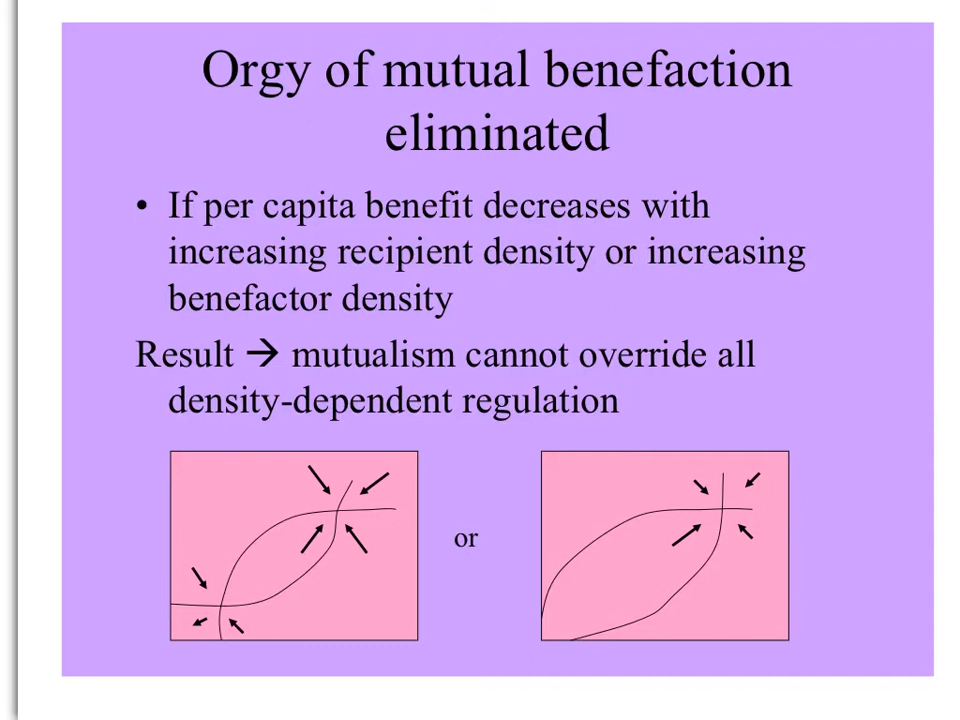 Orgy of mutual benefaction
eliminated
• If per capita benefit decreases with
increasing recipient density or increasing
benefactor density
Result → mutualism cannot override all
density-dependent regulation
or